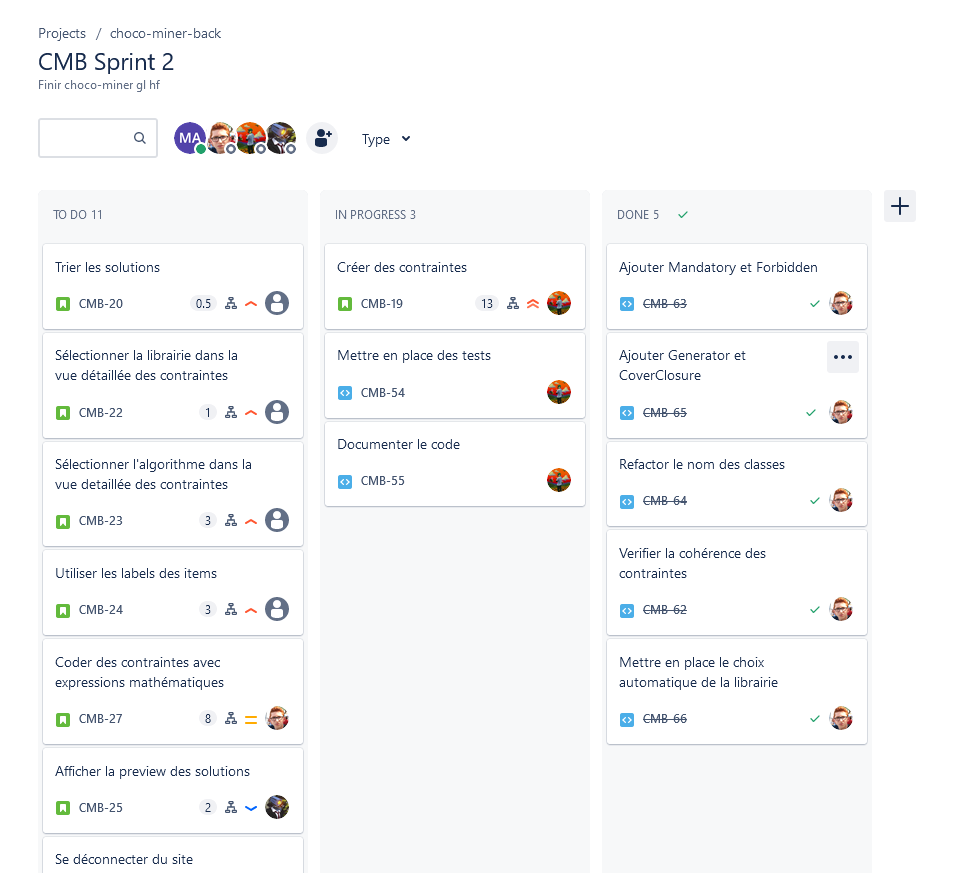 Projects / choco-miner-back
CMB Sprint 2
Finir choco-miner gl hf
MA
Type
TO DO 11
Trier les solutions
CMB-20 0.5
Sélectionner la librairie dans la
vue détaillée des contraintes
CMB-22 1
Sélectionner l'algorithme dans la
vue detaillée des contraintes
CMB-23 3
Utiliser les labels des items
CMB-24 3
Coder des contraintes avec
expressions mathématiques
CMB-27 8
Afficher la preview des solutions
CMB-25 2
Se déconnecter du site
IN PROGRESS 3
Créer des contraintes
CMB-19 13
Mettre en place des tests
CMB-54
Documenter le code
CMB-55
DONE 5
Ajouter Mandatory et Forbidden
CMB-63
Ajouter Generator et
CoverClosure
CMB-65
Refactor le nom des classes
CMB-64
Verifier la cohérence des
contraintes
CMB-62
Mettre en place le choix
automatique de la librairie
CMB-66